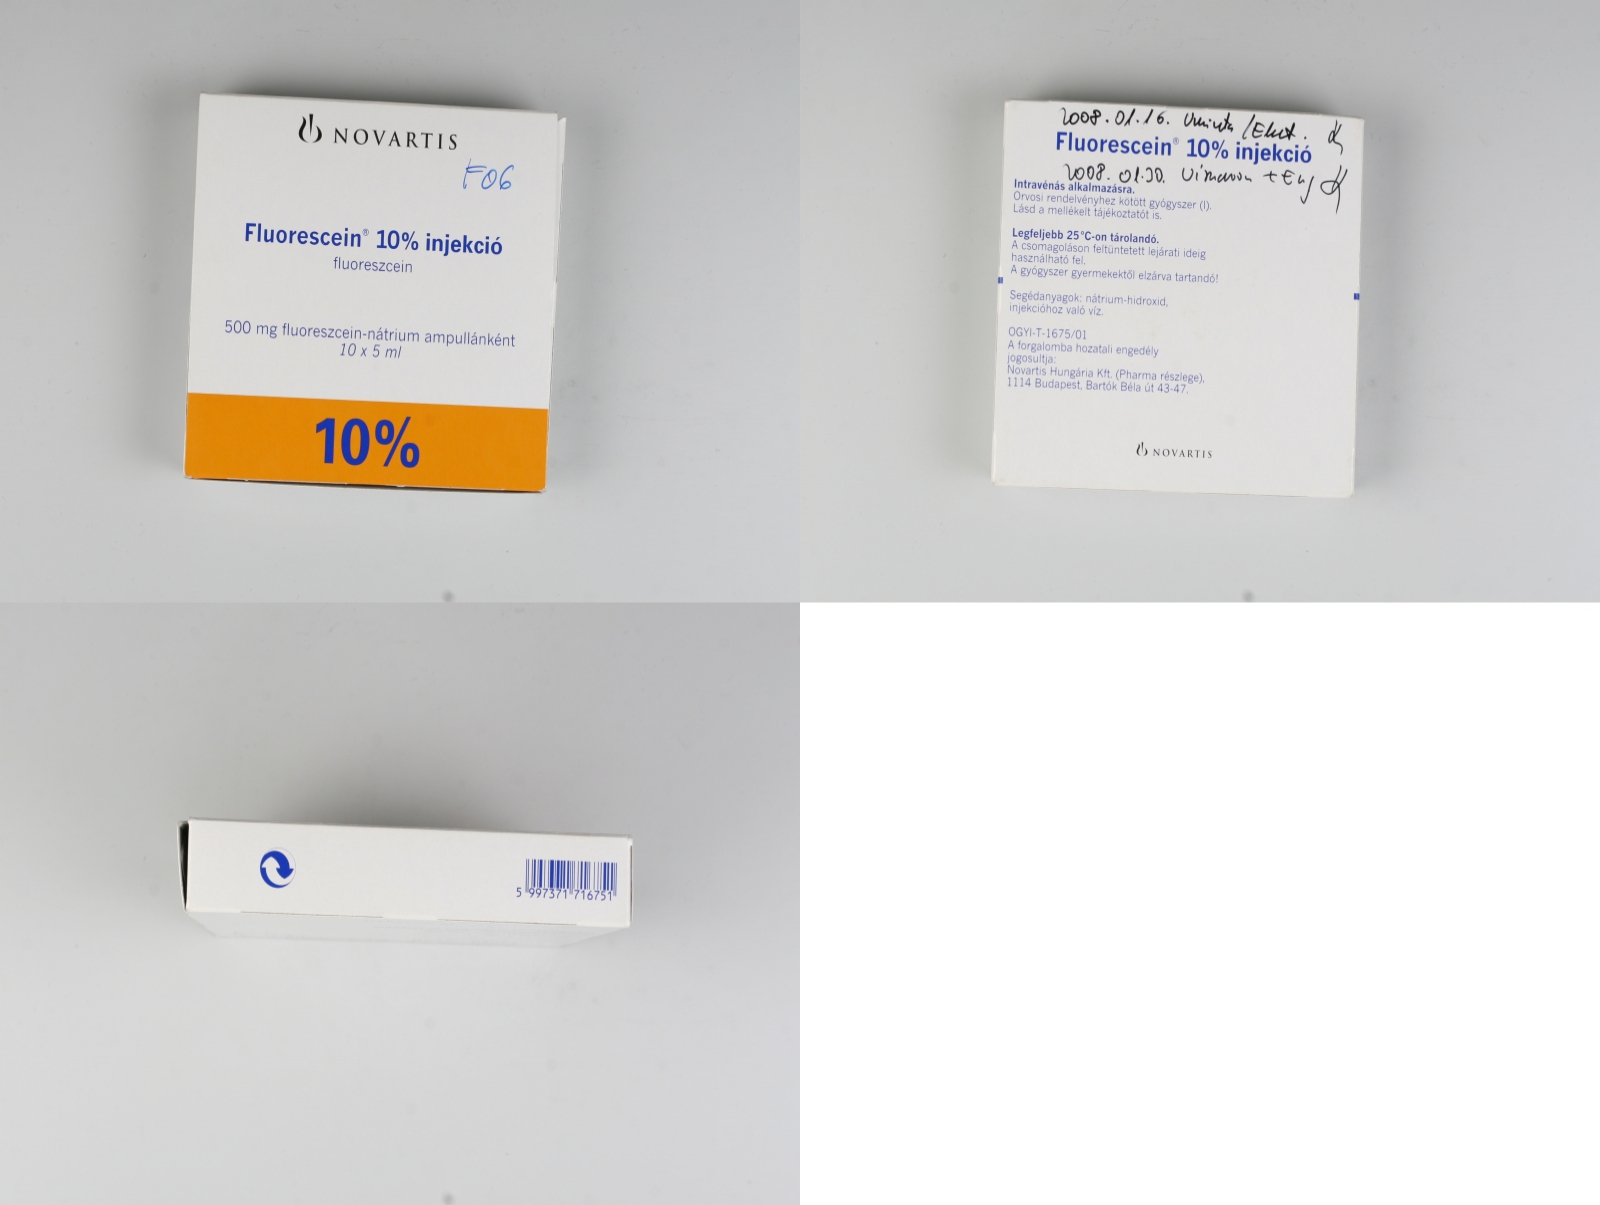 NOVARTIS
F06
Fluorescein® 10% injekció
fluoreszcein
500 mg fluoreszcein-nátrium ampullánként
10 x 5 ml
10%
2008.01.16.
Fluorescein® 10% injekció
2008.01.30.
Intravénás alkalmazásra.
Orvosi rendelvényhez kötött gyógyszer (I).
Lásd a mellékelt tájékoztatót is.
Legfeljebb 25°C-on tárolandó.
A csomagoláson feltüntetett lejárati ideig
használható fel.
A gyógyszer gyermekektől elzárva tartandó!
Segédanyagok: nátrium-hidroxid,
injekcióhoz való víz.
OGYI-T-1675/01
A forgalomba hozatali engedély
jogosultja:
Novartis Hungária Kft. (Pharma részlege),
1114 Budapest, Bartók Béla út 43-47.
NOVARTIS
5 997371 716751